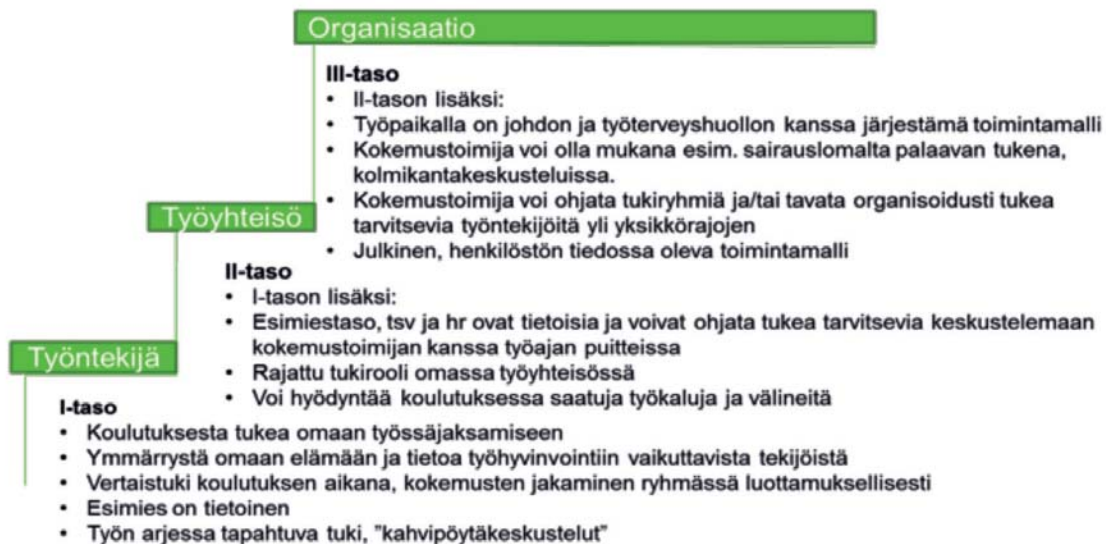 Organisaatio
III-taso
• II-tason lisäksi:
• Työpaikalla on johdon ja työterveyshuollon kanssa järjestämä toimintamalli
• Kokemustoimija voi olla mukana esim. sairauslomalta palaavan tukena,
kolmikantakeskusteluissa.
• Kokemustoimija voi ohjata tukiryhmiä ja/tai tavata organisoidusti tukea
tarvitsevia työntekijöitä yli yksikkörajojen
• Julkinen, henkilöstön tiedossa oleva toimintamalli
Työyhteisö
II-taso
• I-tason lisäksi:
• Esimiestaso, tsv ja hr ovat tietoisia ja voivat ohjata tukea tarvitsevia keskustelemaan
kokemustoimijan kanssa työajan puitteissa
• Rajattu tukirooli omassa työyhteisössä
• Voi hyödyntää koulutuksessa saatuja työkaluja ja välineitä
Työntekijä
I-taso
• Koulutuksesta tukea omaan työssäjaksamiseen
• Ymmärrystä omaan elämään ja tietoa työhyvinvointiin vaikuttavista tekijöistä
• Vertaistuki koulutuksen aikana, kokemusten jakaminen ryhmässä luottamuksellisesti
• Esimies on tietoinen
• Työn arjessa tapahtuva tuki, ”kahvipöytäkeskustelut”